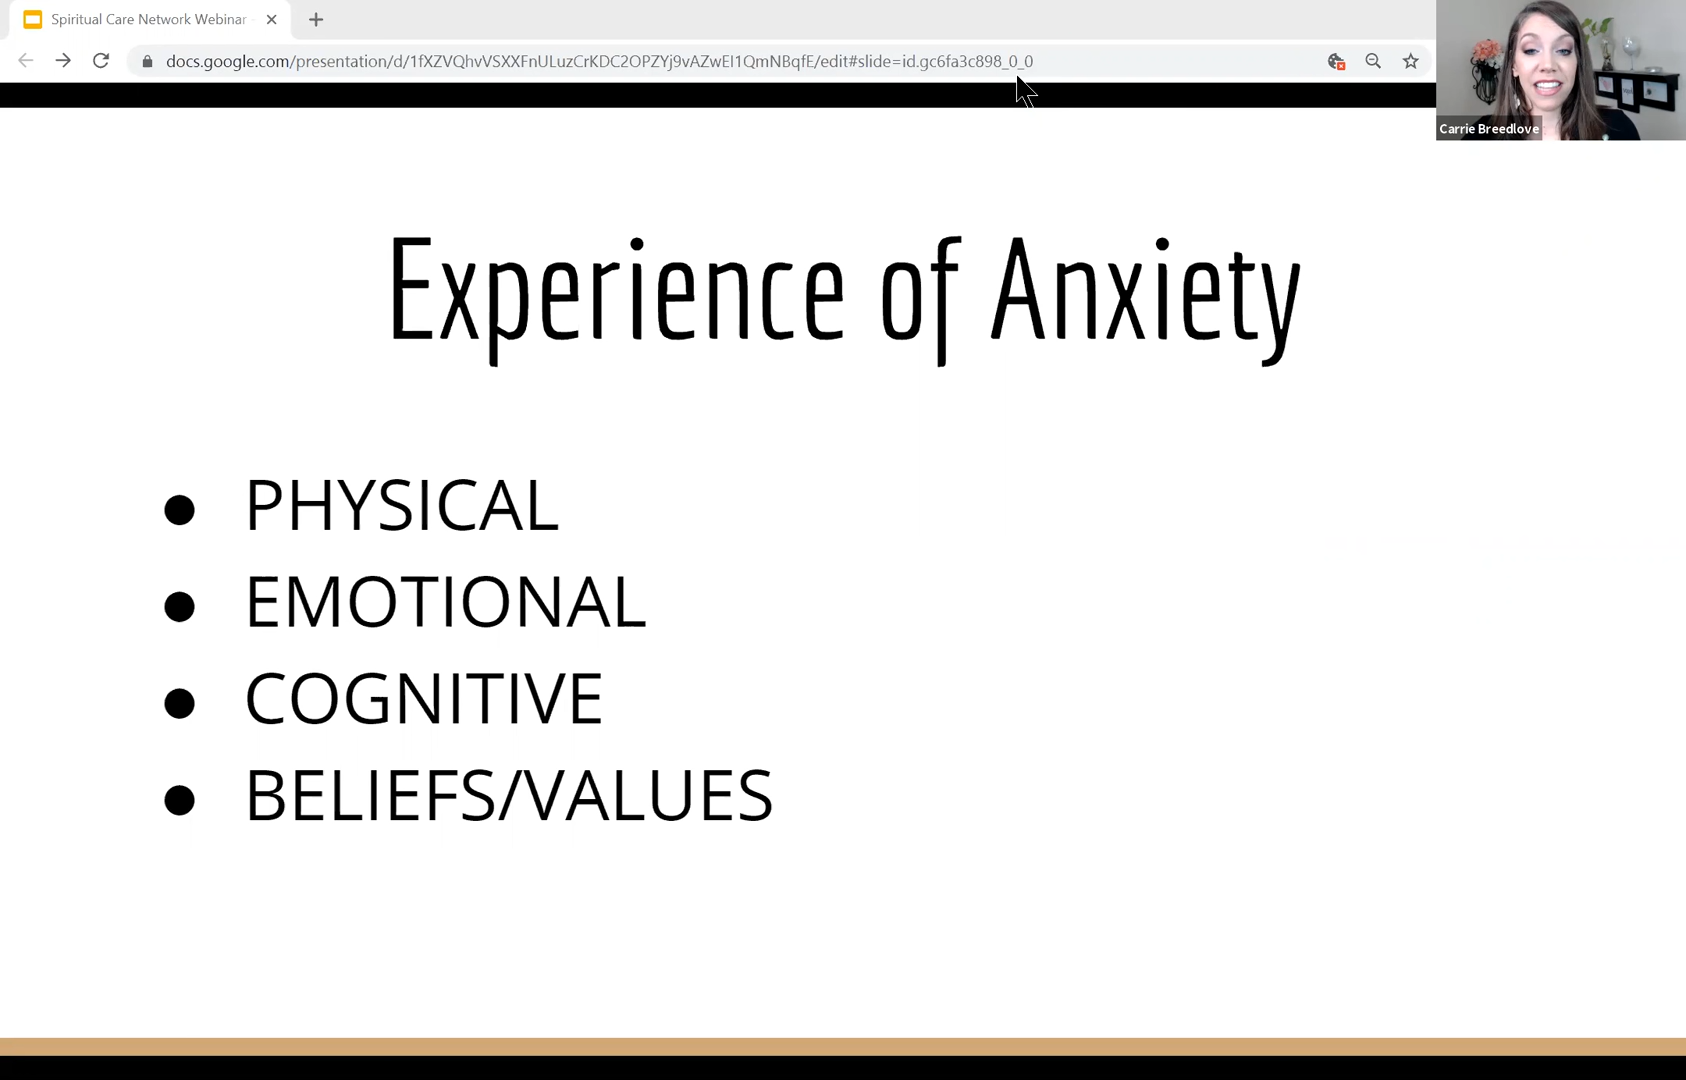 Spiritual Care Network Webinar
docs.google.com/presentation/d/1fXZVQhvVSXXFnULuzCrKDC2OPZYj9vAZwEI1QmNBqfE/edit#slide=id.gc6fa3c898_0_0
Carrie Breedlove
Experience of Anxiety
● PHYSICAL
● EMOTIONAL
● COGNITIVE
● BELIEFS/VALUES